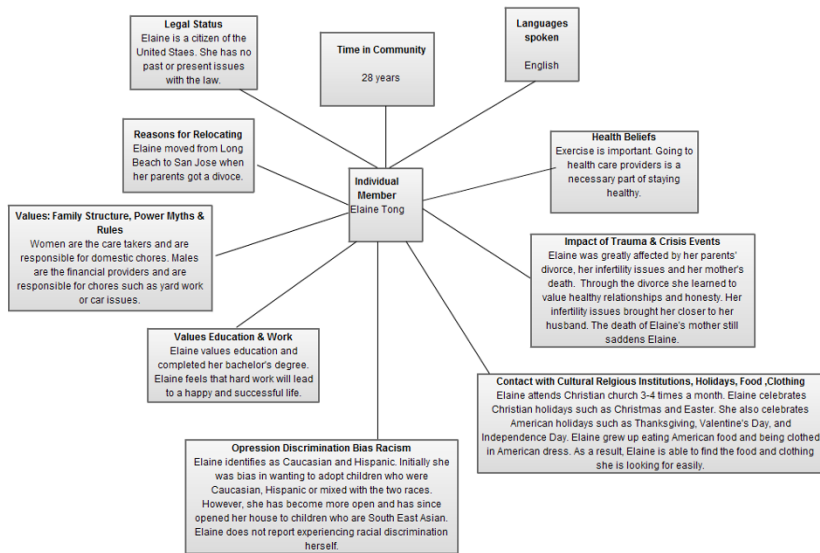 Legal Status
Elaine is a citizen of the
United Staes. She has no
past or present issues
with the law.
Time in Community
28 years
Languages
spoken
English
Reasons for Relocating
Elaine moved from Long
Beach to San Jose when
her parents got a divoce.
Individual
Member
Elaine Tong
Health Beliefs
Exercise is important. Going to
health care providers is a
necessary part of staying
healthy.
Values: Family Structure, Power Myths &
Rules
Women are the care takers and are
responsible for domestic chores. Males
are the financial providers and are
responsible for chores such as yard work
or car issues.
Impact of Trauma & Crisis Events
Elaine was greatly affected by her parents'
divorce, her infertility issues and her mother's
death. Through the divorce she learned to
value healthy relationships and honesty. Her
infertility issues brought her closer to her
husband. The death of Elaine's mother still
saddens Elaine.
Values Education & Work
Elaine values education and
completed her bachelor's degree.
Elaine feels that hard work will lead
to a happy and successful life.
Contact with Cultural Relgious Institutions, Holidays, Food ,Clothing
Elaine attends Christian church 3-4 times a month. Elaine celebrates
Christian holidays such as Christmas and Easter. She also celebrates
American holidays such as Thanksgiving, Valentine's Day, and
Independence Day. Elaine grew up eating American food and being clothed
in American dress. As a result, Elaine is able to find the food and clothing
she is looking for easily.
Opression Discrimination Bias Racism
Elaine identifies as Caucasian and Hispanic. Initially she
was bias in wanting to adopt children who were
Caucasian, Hispanic or mixed with the two races.
However, she has become more open and has since
opened her house to children who are South East Asian.
Elaine does not report experiencing racial discrimination
herself.